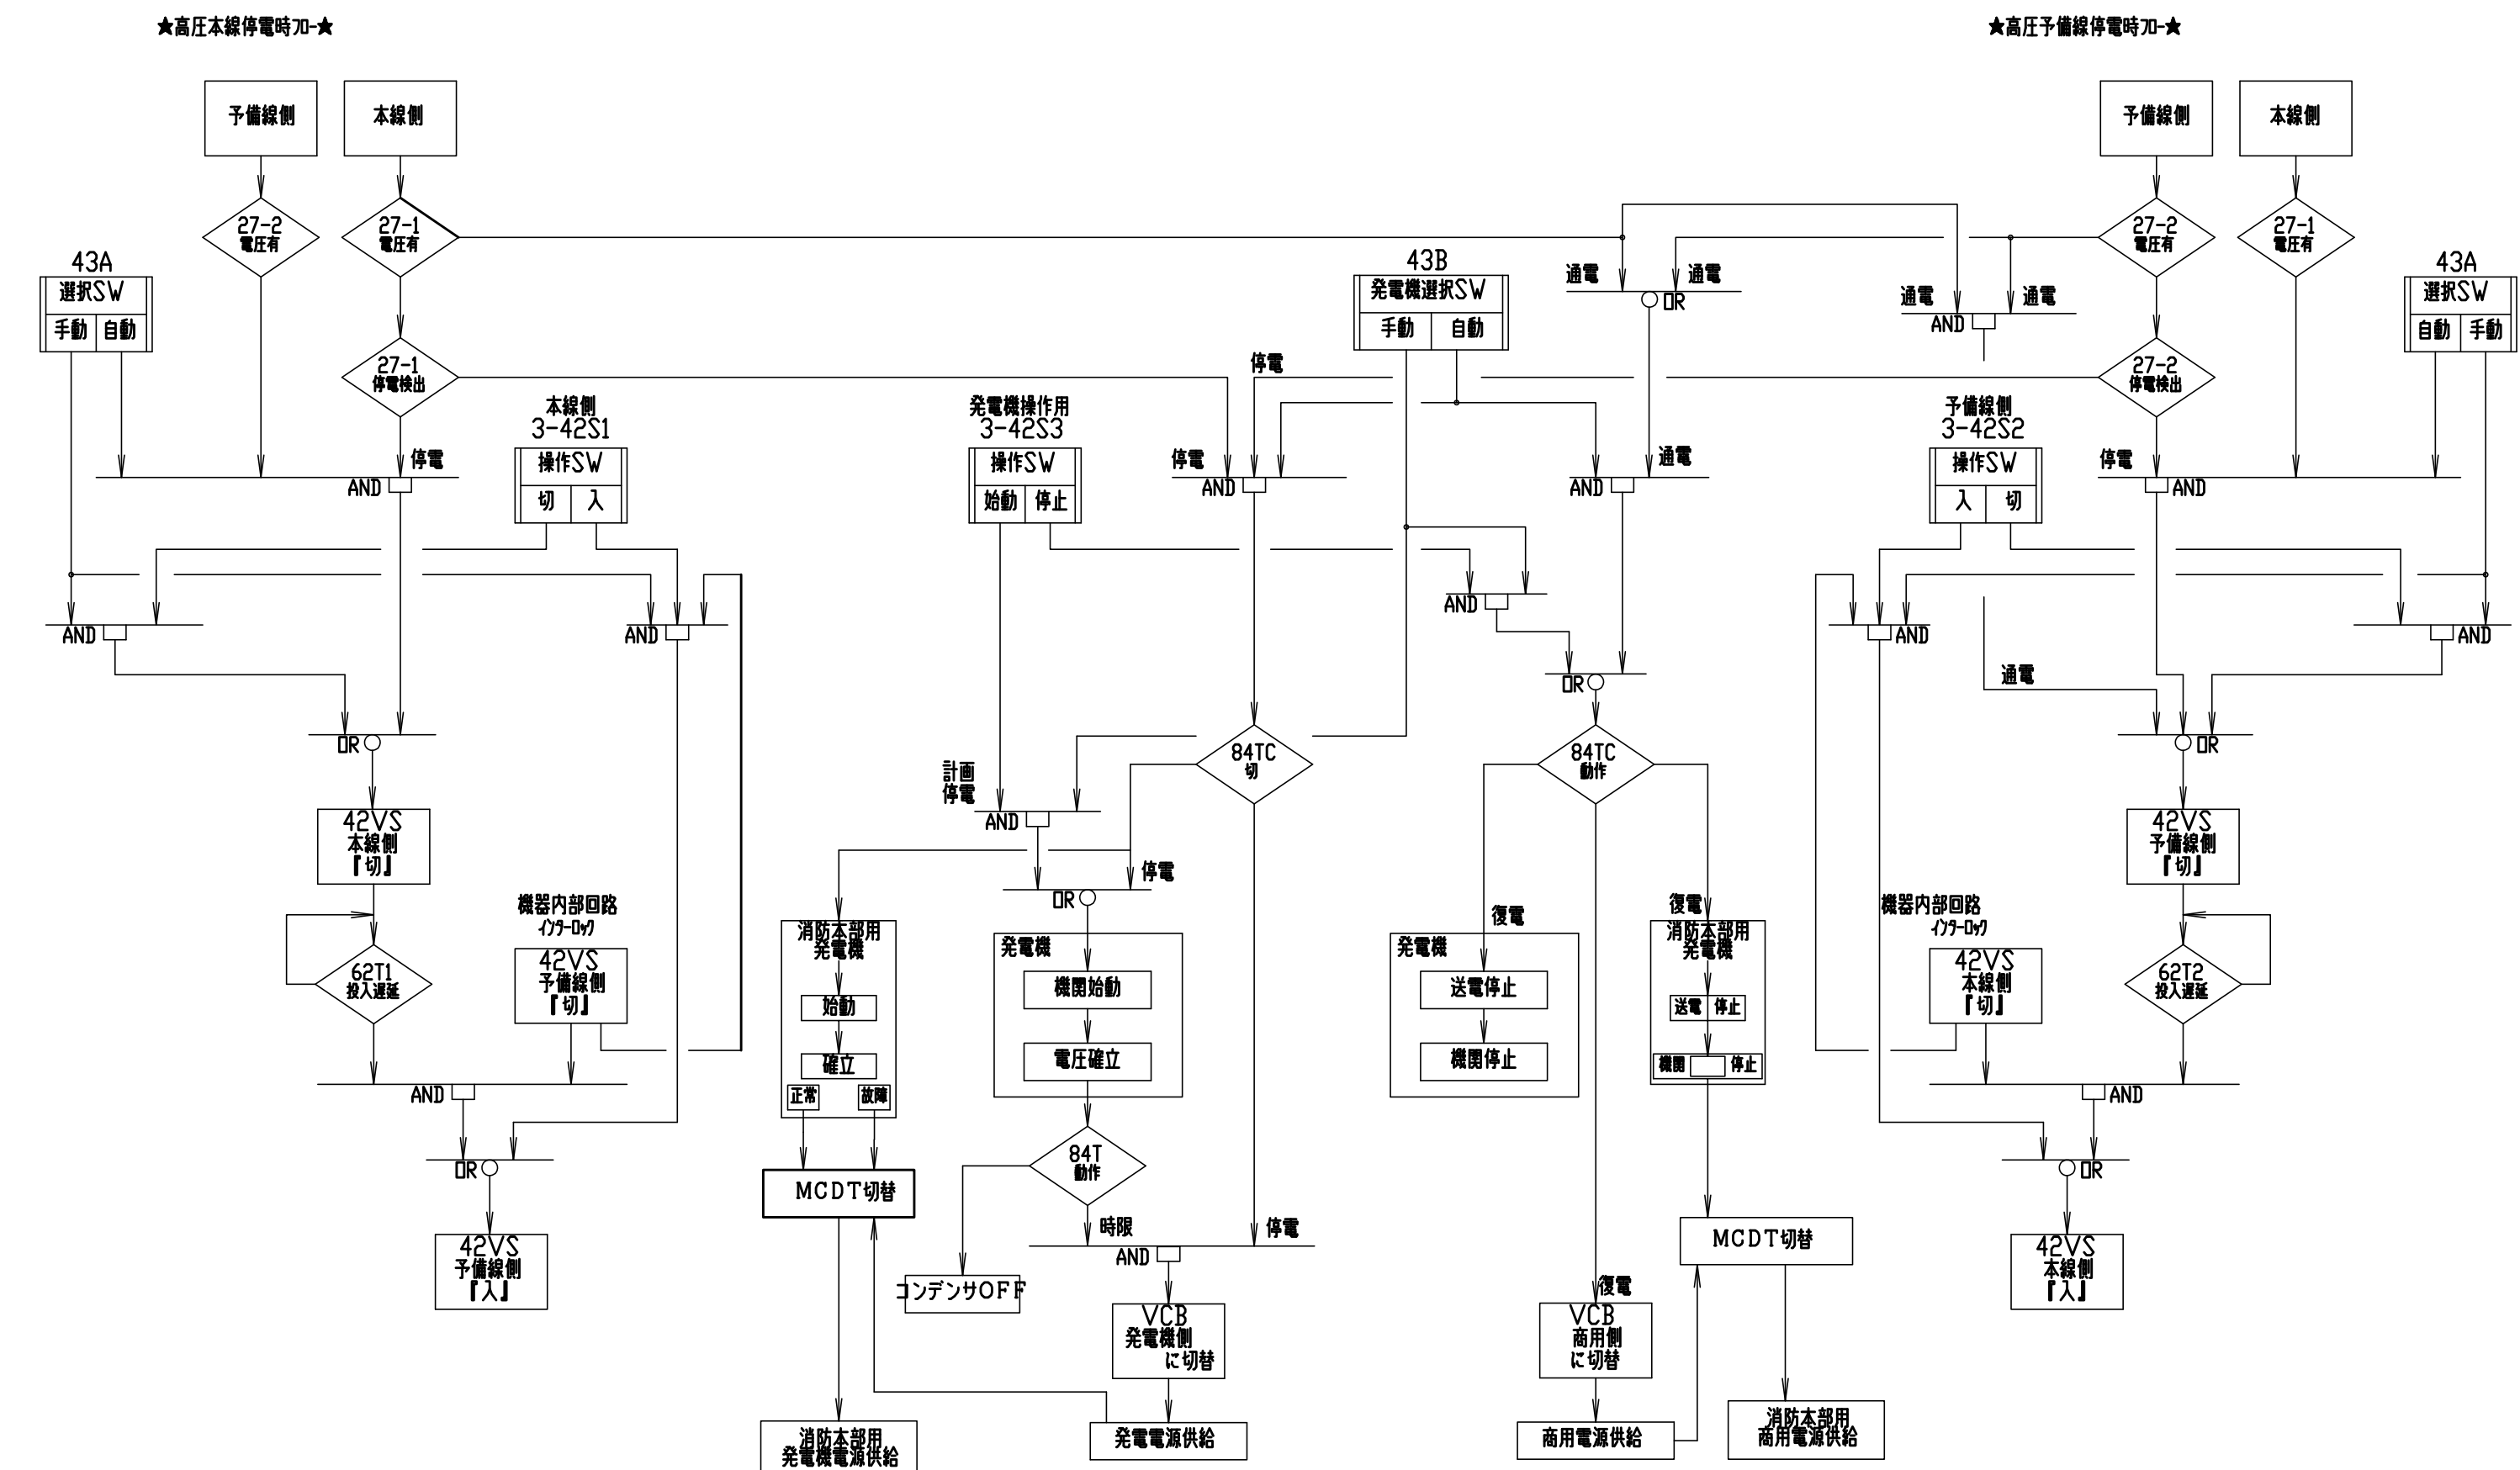 ★高圧本線停電時ﾌﾛｰ★
★高圧予備線停電時ﾌﾛｰ★
予備線側
本線側
予備線側
本線側
27-2
電圧有
27-1
電圧有
27-2
電圧有
27-1
電圧有
43A
選択SW
手動
自動
43B
発電機選択SW
手動
自動
通電
通電
OR
通電
通電
AND
43A
選択SW
自動
手動
27-1
停電検出
停電
27-2
停電検出
本線側
3-42S1
操作SW
切
入
発電機操作用
3-42S3
操作SW
始動
停止
予備線側
3-42S2
操作SW
入
切
停電
AND
停電
AND
通電
AND
停電
AND
AND
AND
AND
AND
AND
OR
通電
OR
OR
84TC
切
84TC
動作
計画
停電
AND
42VS
本線側
『切』
42VS
予備線側
『切』
停電
OR
機器内部回路
ｲﾝﾀｰﾛｯｸ
42VS
予備線側
『切』
62T1
投入遅延
消防本部用
発電機
始動
確立
正常
故障
発電機
機関始動
電圧確立
復電
発電機
送電停止
機関停止
復電
消防本部用
発電機
送電
停止
機関
停止
機器内部回路
ｲﾝﾀｰﾛｯｸ
42VS
本線側
『切』
62T2
投入遅延
AND
AND
OR
84T
動作
OR
MCDT切替
時限
停電
AND
MCDT切替
42VS
予備線側
『入』
42VS
本線側
『入』
コンデンサOFF
VCB
発電機側
に切替
復電
VCB
商用側
に切替
消防本部用
発電機電源供給
発電電源供給
商用電源供給
消防本部用
商用電源供給